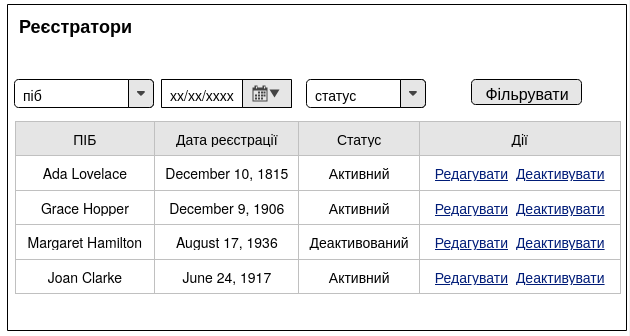 Реєстратори
піб xx/xx/xxxx статус Фільрувати
ПІБ Дата реєстрації Статус Дії
Ada Lovelace December 10, 1815 Активний Редагувати Деактивувати
Grace Hopper December 9, 1906 Активний Редагувати Деактивувати
Margaret Hamilton August 17, 1936 Деактивований Редагувати Деактивувати
Joan Clarke June 24, 1917 Активний Редагувати Деактивувати